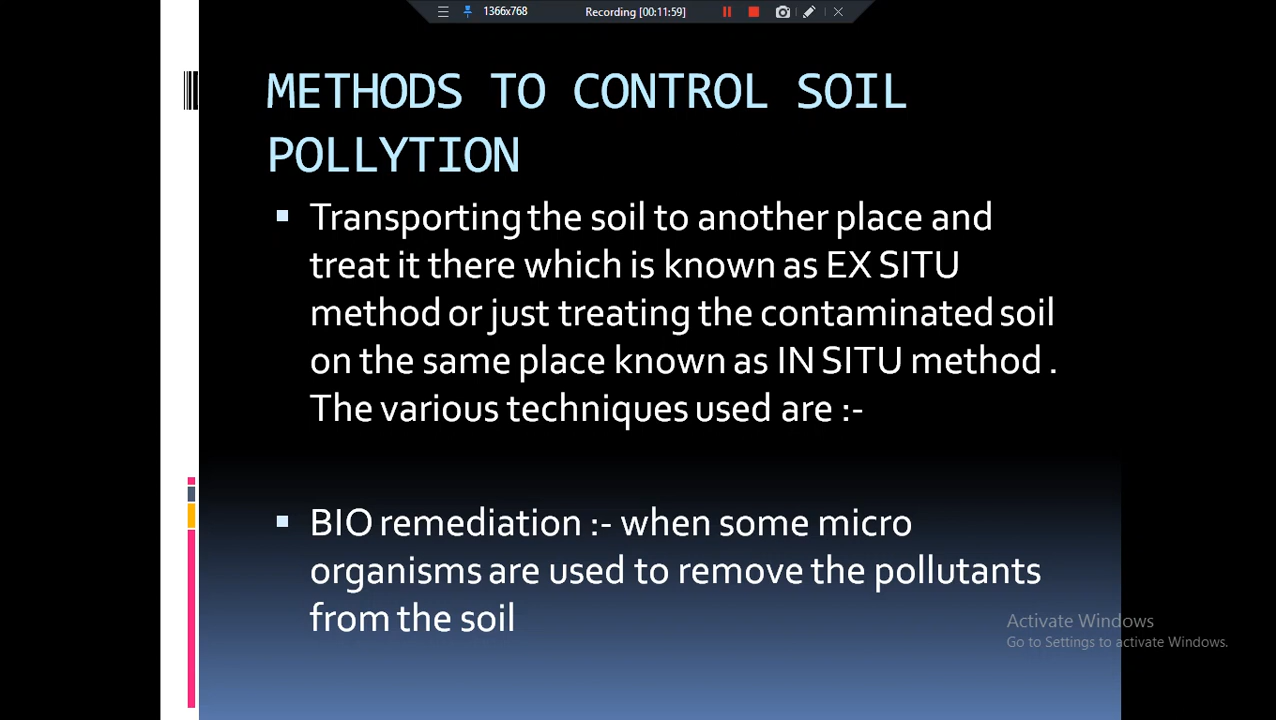 1366x768 Recording [00:11:59]
METHODS TO CONTROL SOIL
POLLYTION
Transporting the soil to another place and
treat it there which is known as EX SITU
method or just treating the contaminated soil
on the same place known as IN SITU method .
The various techniques used are :-
BIO remediation :- when some micro
organisms are used to remove the pollutants
from the soil
Activate Windows
Go to Settings to activate Windows.